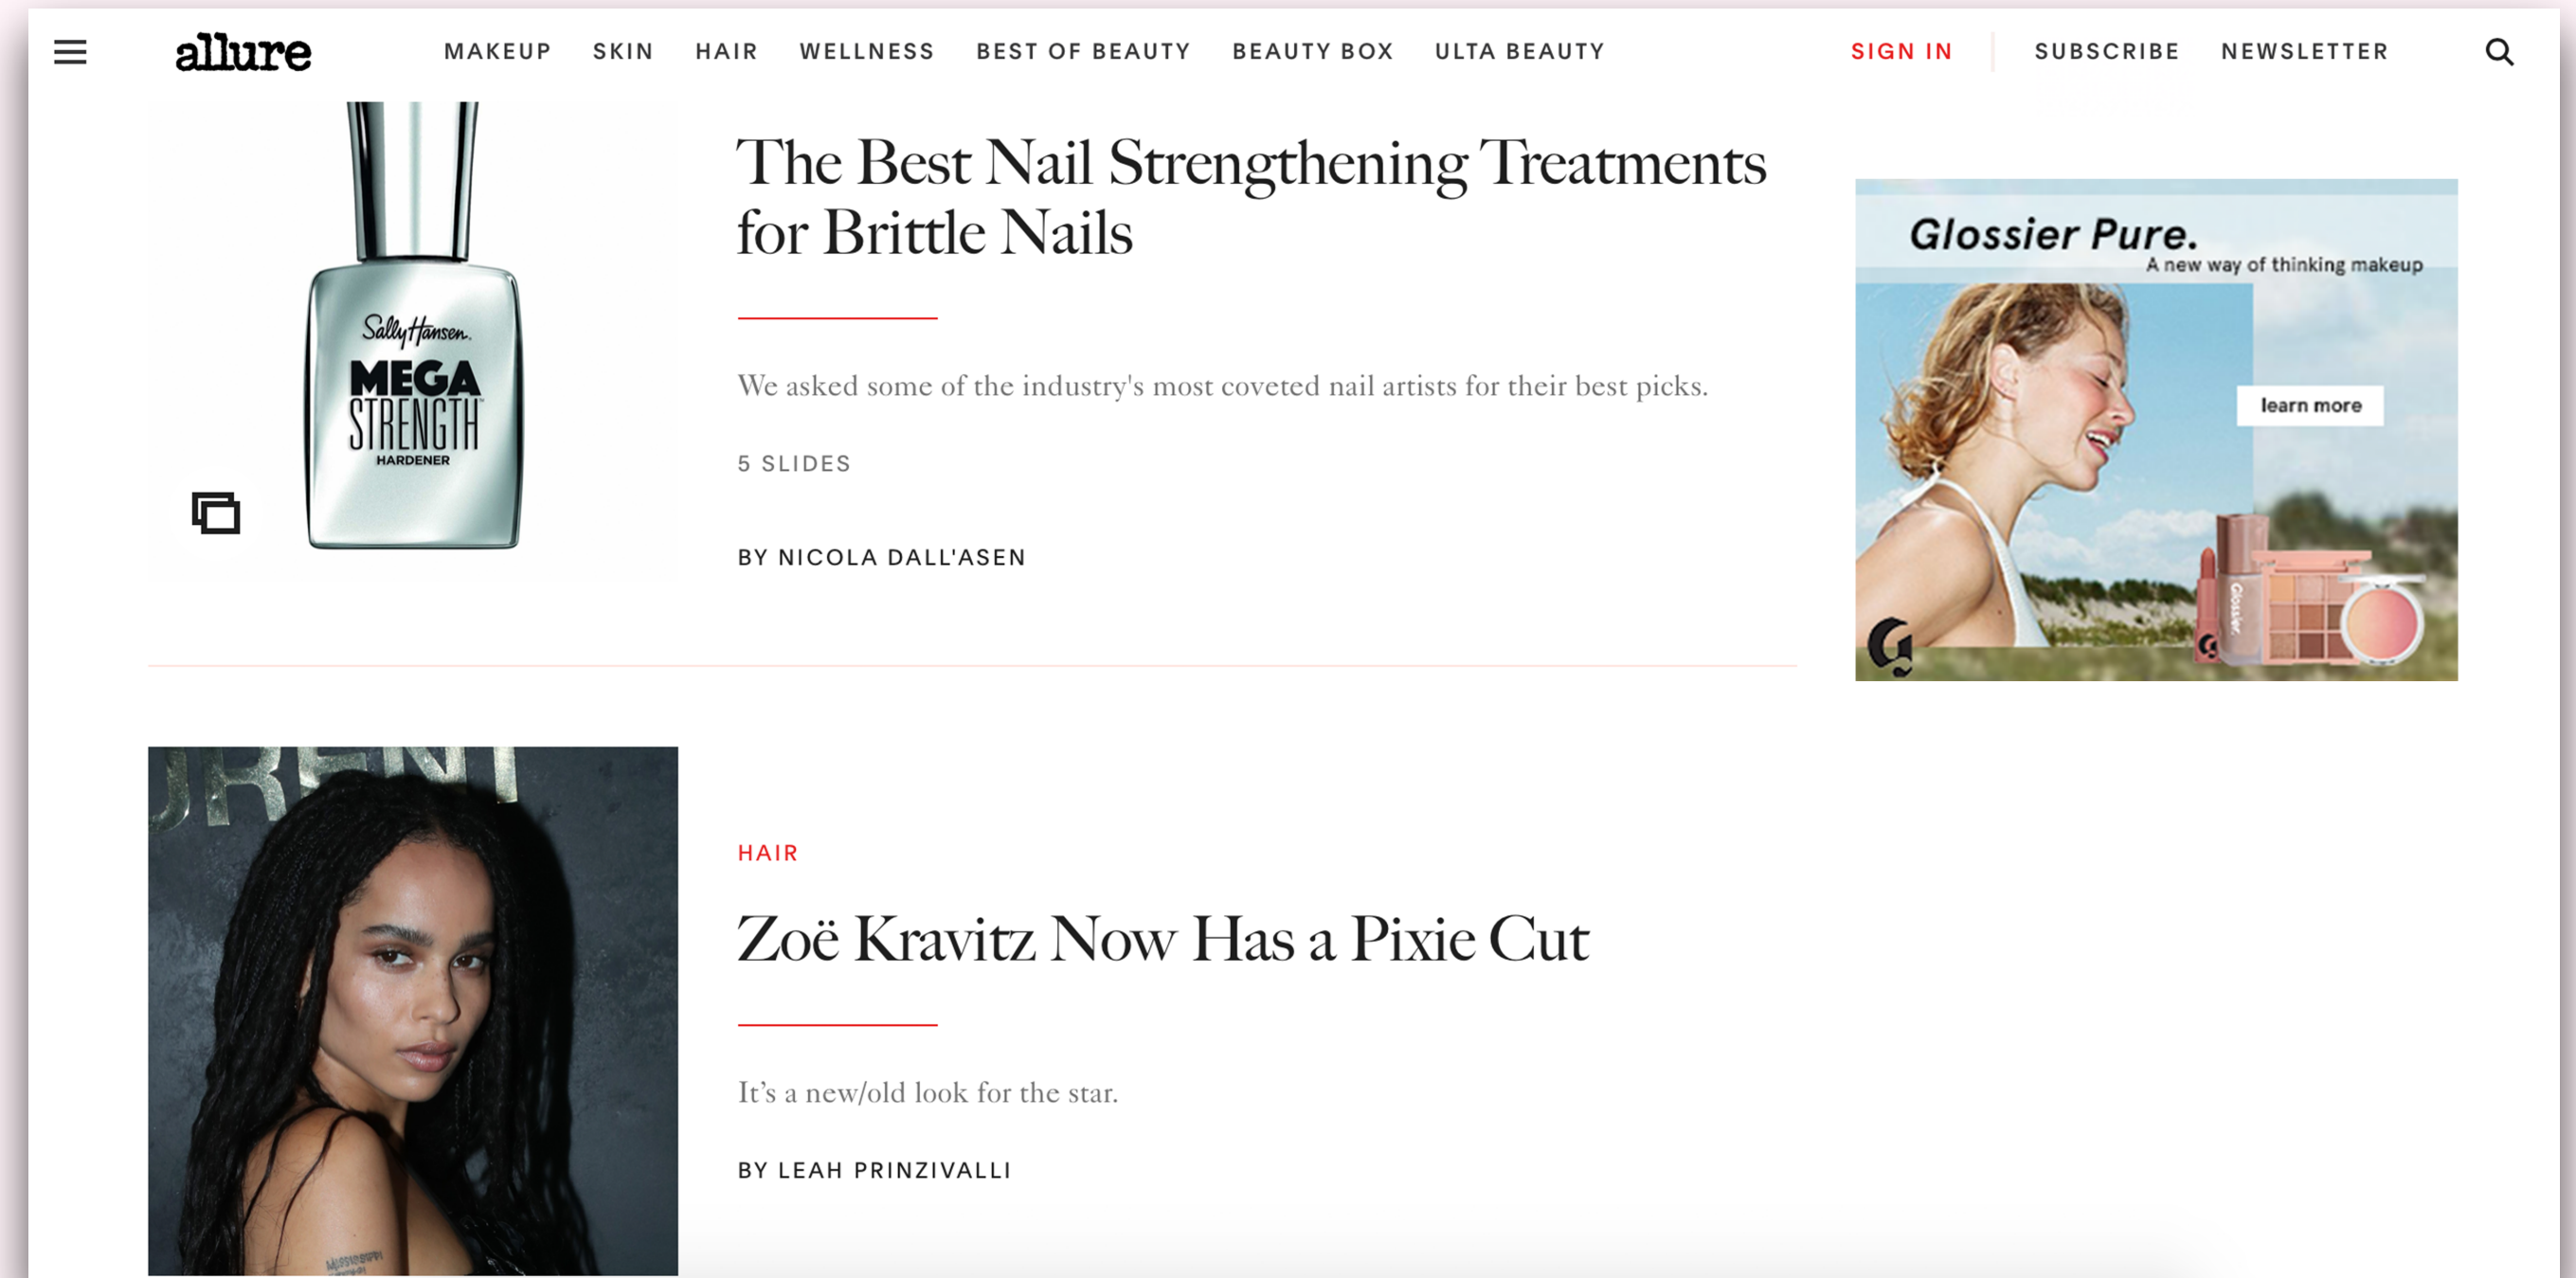 allure
MAKEUP SKIN HAIR WELLNESS BEST OF BEAUTY BEAUTY BOX ULTA BEAUTY
SIGN IN SUBSCRIBE NEWSLETTER
Sally Hansen.
MEGA
STRENGTH
HARDENER
The Best Nail Strengthening Treatments
for Brittle Nails
We asked some of the industry's most coveted nail artists for their best picks.
5 SLIDES
BY NICOLA DALL'ASEN
Glossier Pure.
A new way of thinking makeup
learn more
Glossier.
G
G
URENT
HAIR
Zoë Kravitz Now Has a Pixie Cut
It’s a new/old look for the star.
BY LEAH PRINZIVALLI